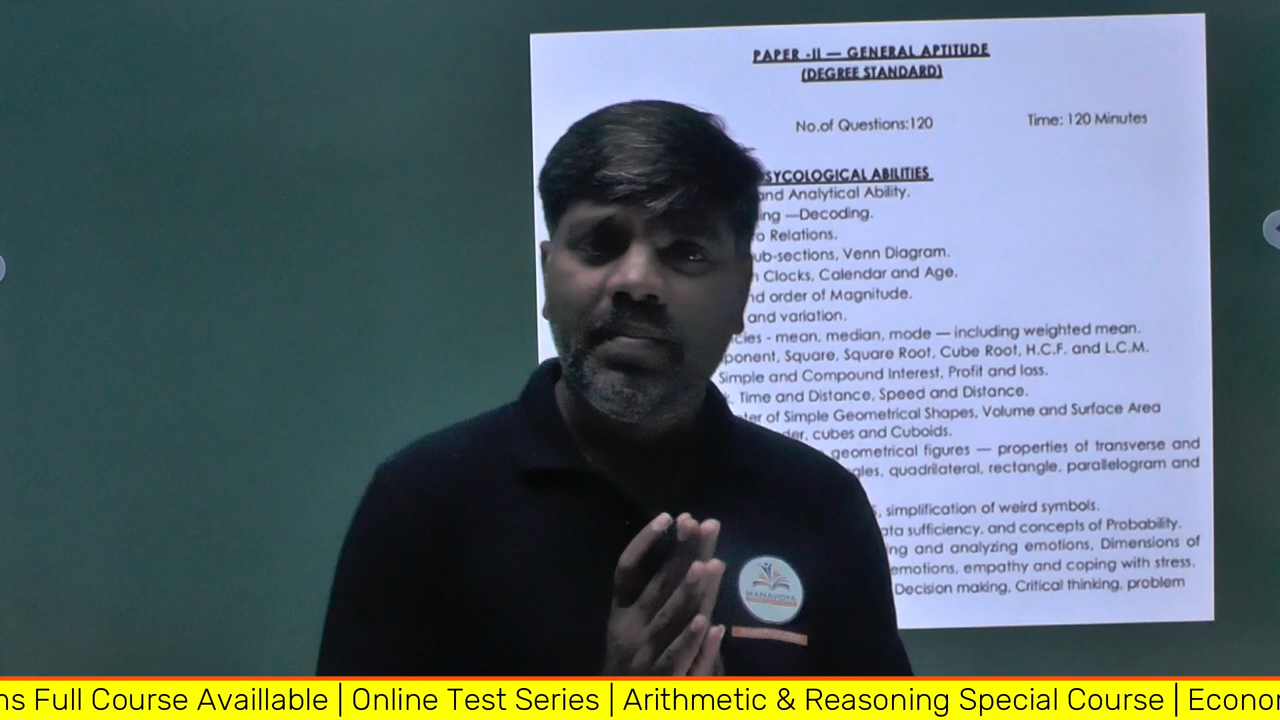 PAPER -II — GENERAL APTITUDE
(DEGREE STANDARD)
No.of Questions:120 Time: 120 Minutes
SYCOLOGICAL ABILITIES
and Analytical Ability.
ing —Decoding.
o Relations.
ub-sections, Venn Diagram.
Clocks, Calendar and Age.
nd order of Magnitude.
and variation.
cies - mean, median, mode — including weighted mean.
ponent, Square, Square Root, Cube Root, H.C.F. and L.C.M.
Simple and Compound Interest, Profit and loss.
Time and Distance, Speed and Distance.
ter of Simple Geometrical Shapes, Volume and Surface Area
der, cubes and Cuboids.
geometrical figures — properties of transverse and
gles, quadrilateral, rectangle, parallelogram and
, simplification of weird symbols.
ata sufficiency, and concepts of Probability.
ing and analyzing emotions, Dimensions of
emotions, empathy and coping with stress.
Decision making, Critical thinking, problem
MANAVIDYA
ns Full Course Availlable | Online Test Series | Arithmetic & Reasoning Special Course | Econo